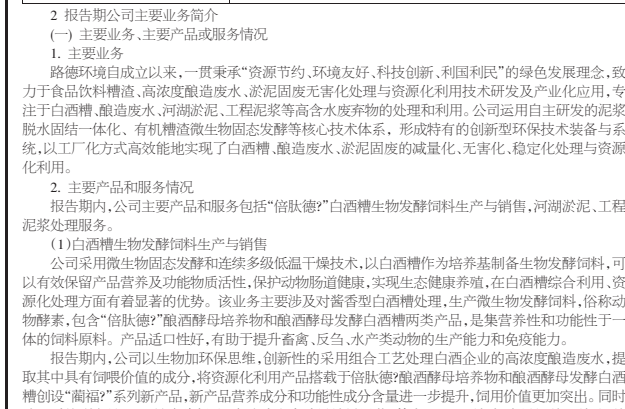 2 报告期公司主要业务简介
(一) 主要业务、主要产品或服务情况
1. 主要业务
路德环境自成立以来,一贯秉承“资源节约、环境友好、科技创新、利国利民”的绿色发展理念,致
力于食品饮料糟渣、高浓度酿造废水、淤泥固废无害化处理与资源化利用技术研发及产业化应用,专
注于白酒糟、酿造废水、河湖淤泥、工程泥浆等高含水废弃物的处理和利用。公司运用自主研发的泥浆
脱水固结一体化、有机糟渣微生物固态发酵等核心技术体系, 形成特有的创新型环保技术装备与系
统,以工厂化方式高效能地实现了白酒糟、酿造废水、淤泥固废的减量化、无害化、稳定化处理与资源
化利用。
2. 主要产品和服务情况
报告期内,公司主要产品和服务包括“倍肽德?”白酒糟生物发酵饲料生产与销售,河湖淤泥、工程
泥浆处理服务。
(1)白酒糟生物发酵饲料生产与销售
公司采用微生物固态发酵和连续多级低温干燥技术,以白酒糟作为培养基制备生物发酵饲料,可
以有效保留产品营养及功能物质活性,保护动物肠道健康,实现生态健康养殖,在白酒糟综合利用、资
源化处理方面有着显著的优势。该业务主要涉及对酱香型白酒糟处理,生产微生物发酵饲料,俗称动
物酵素,包含“倍肽德?”酿酒酵母培养物和酿酒酵母发酵白酒糟两类产品,是集营养性和功能性于一
体的饲料原料。产品适口性好,有助于提升畜禽、反刍、水产类动物的生产能力和免疫能力。
报告期内,公司以生物加环保思维,创新性的采用组合工艺处理白酒企业的高浓度酿造废水,提
取其中具有饲喂价值的成分,将资源化利用产品搭载于倍肽德?酿酒酵母培养物和酿酒酵母发酵白酒
糟创设“蔺福?”系列新产品,新产品营养成分和功能性成分含量进一步提升,饲用价值更加突出。同时